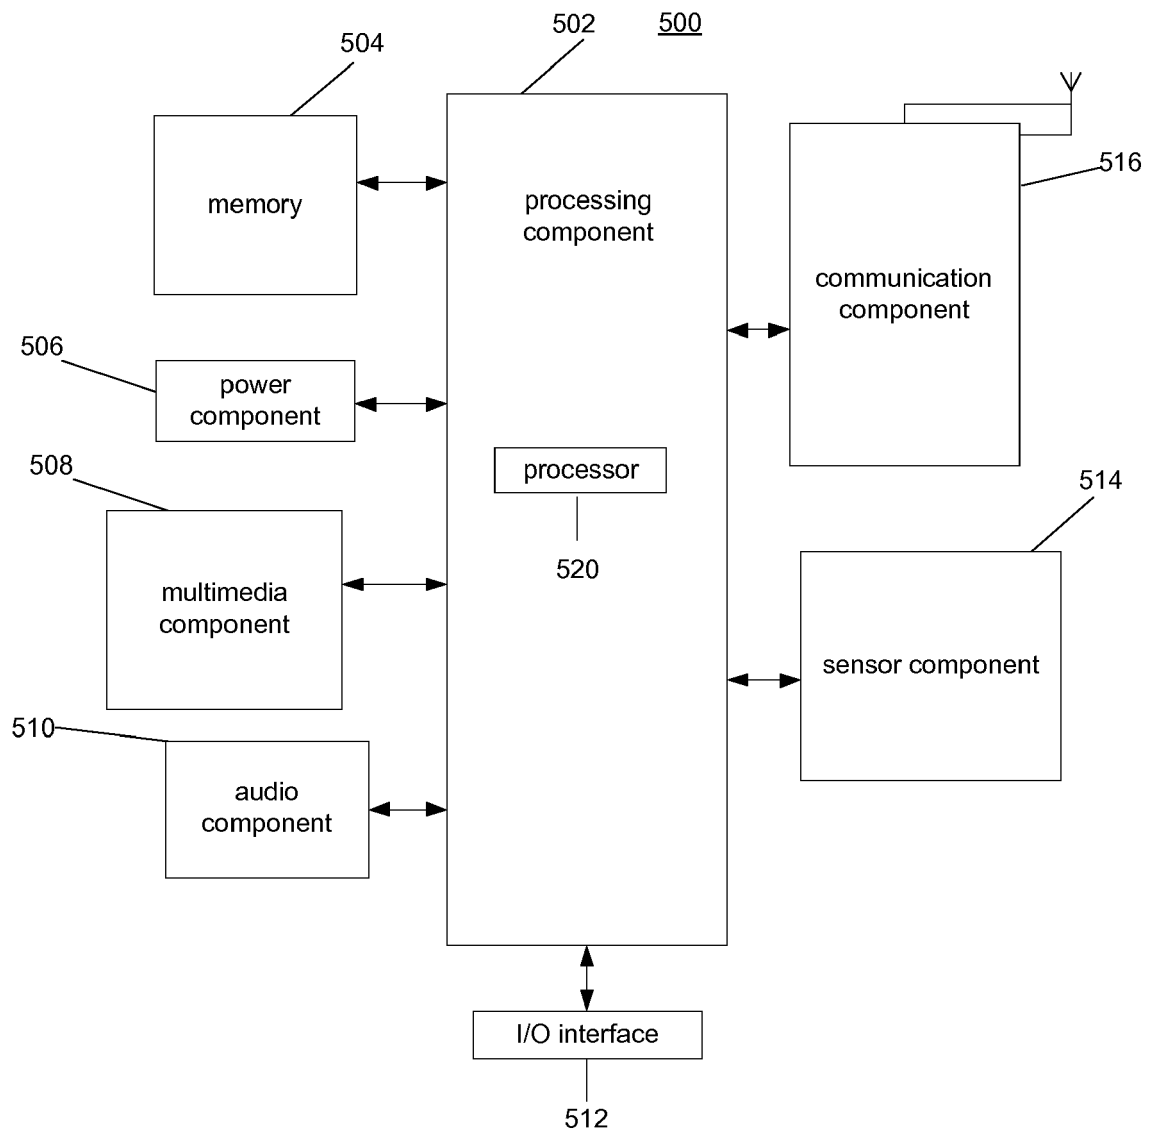 502
500
504
memory
processing
component
516
communication
component
506
power
component
508
multimedia
component
processor
520
514
sensor component
510
audio
component
I/O interface
512